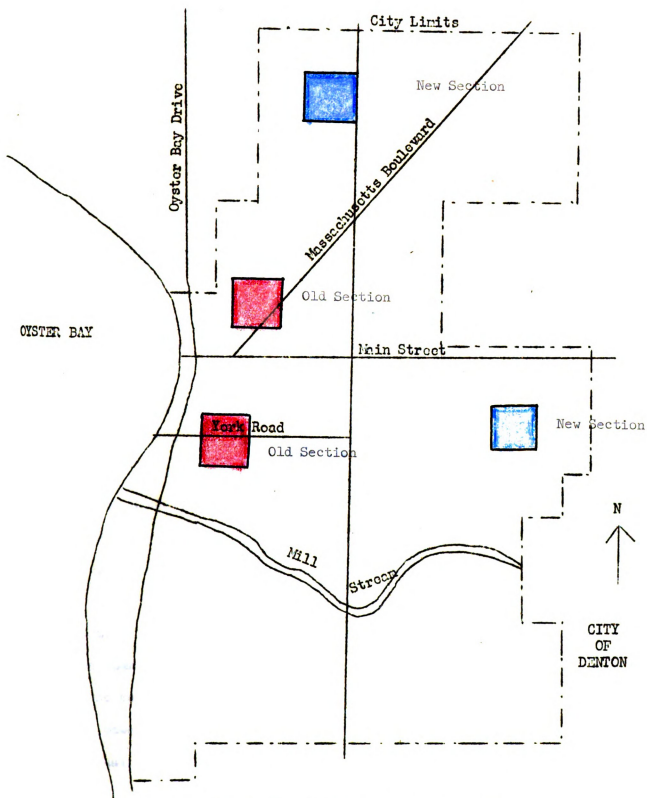 City Limits
New Section
Oyster Bay Drive
Massachusetts Boulevard
Old Section
OYSTER BAY
Main Street
York Road
New Section
Old Section
N
Mill
Stream
CITY
OF
DENTON